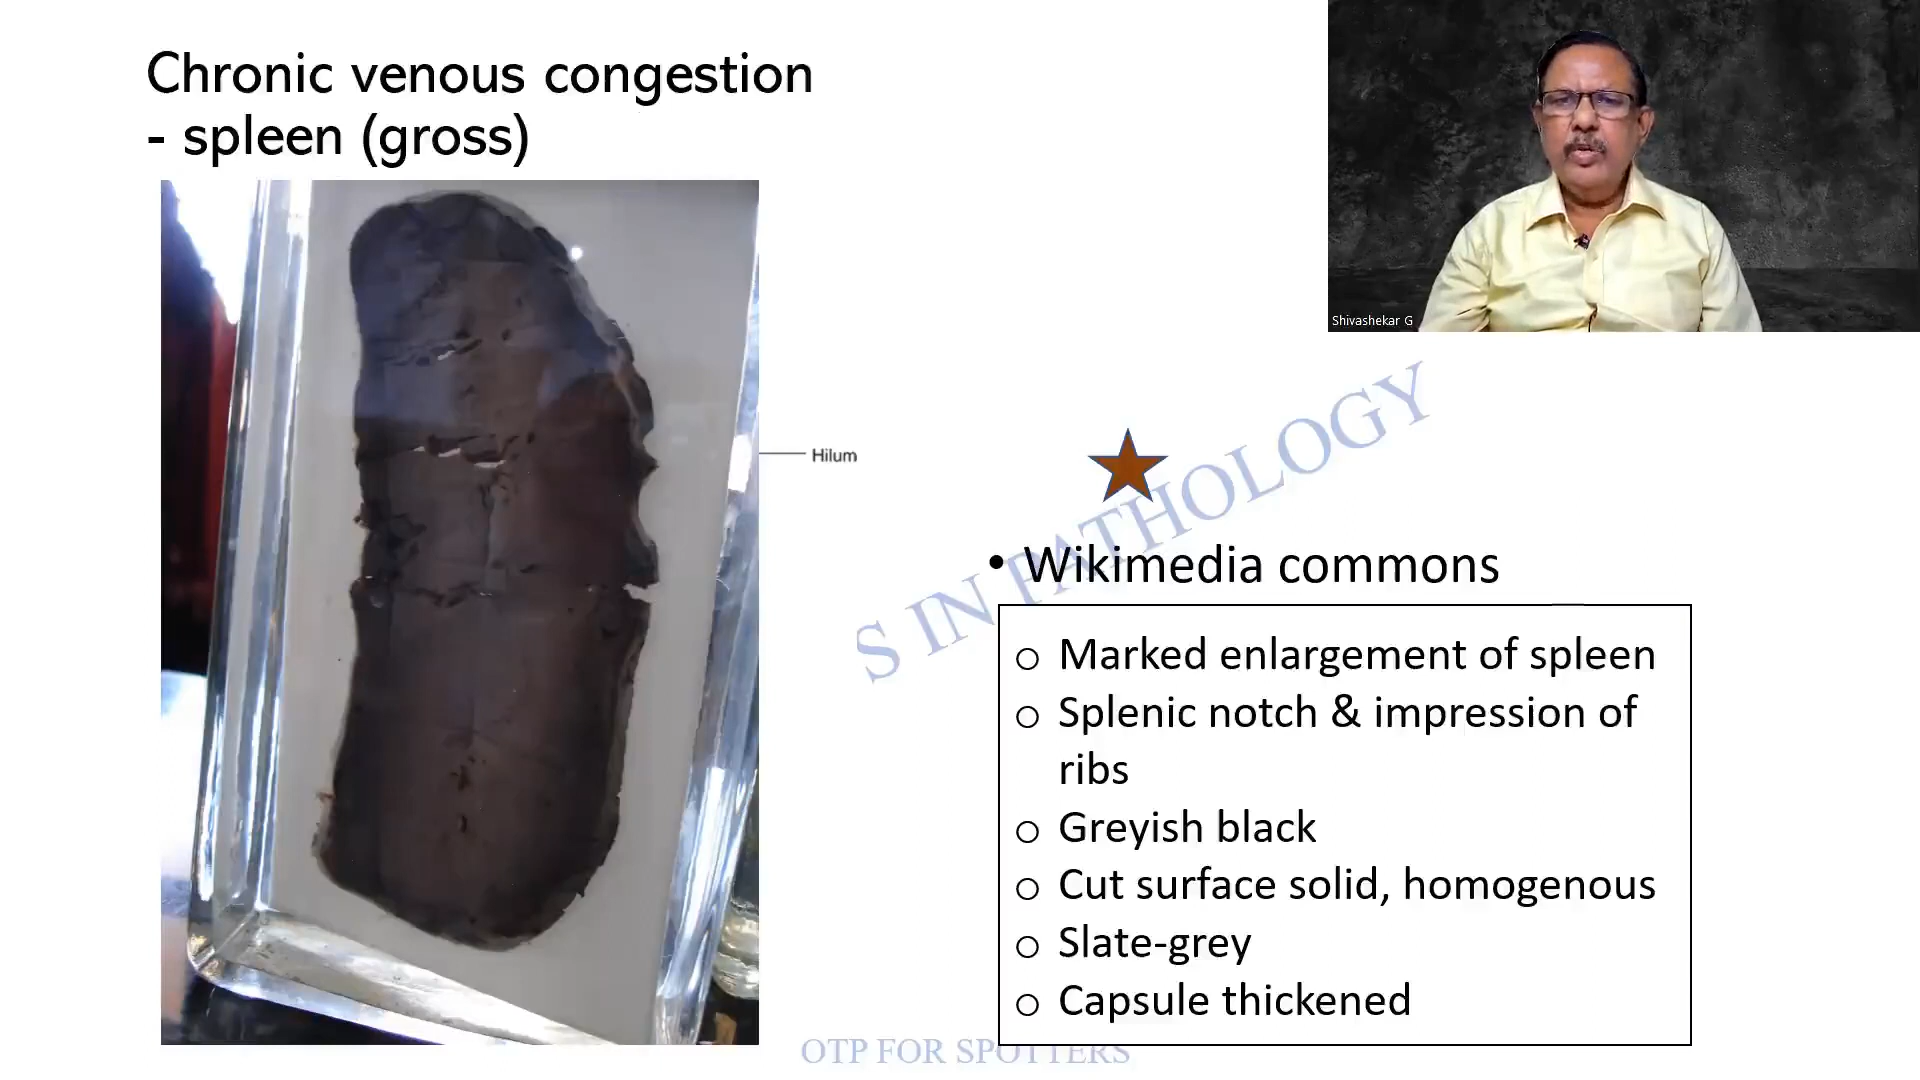 Chronic venous congestion
- spleen (gross)
Shivashekar G
Hilum
S IN PATHOLOGY
• Wikimedia commons
o Marked enlargement of spleen
o Splenic notch & impression of
ribs
o Greyish black
o Cut surface solid, homogenous
o Slate-grey
o Capsule thickened
OTP FOR SPOTTERS